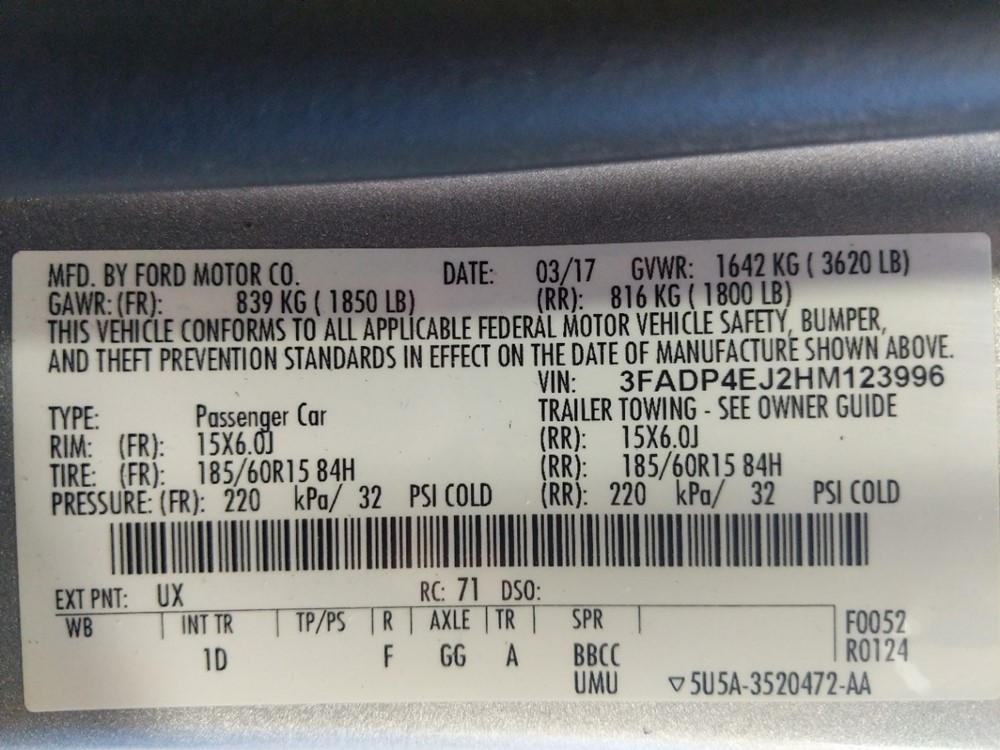 MFD. BY FORD MOTOR CO. DATE: 03/17 GVWR: 1642 KG ( 3620 LB)
GAWR: (FR): 839 KG ( 1850 LB) (RR): 816 KG ( 1800 LB)
THIS VEHICLE CONFORMS TO ALL APPLICABLE FEDERAL MOTOR VEHICLE SAFETY, BUMPER,
AND THEFT PREVENTION STANDARDS IN EFFECT ON THE DATE OF MANUFACTURE SHOWN ABOVE.
VIN: 3FADP4EJ2HM123996
TYPE: Passenger Car TRAILER TOWING - SEE OWNER GUIDE
RIM: (FR): 15X6.0J (RR): 15X6.0J
TIRE: (FR): 185/60R15 84H (RR): 185/60R15 84H
PRESSURE: (FR): 220 kPa/ 32 PSI COLD (RR): 220 kPa/ 32 PSI COLD
EXT PNT: UX RC: 71 DSO:
WB INT TR TP/PS R AXLE TR SPR F0052
1D F GG A BBCC R0124
UMU ▽5U5A-3520472-AA